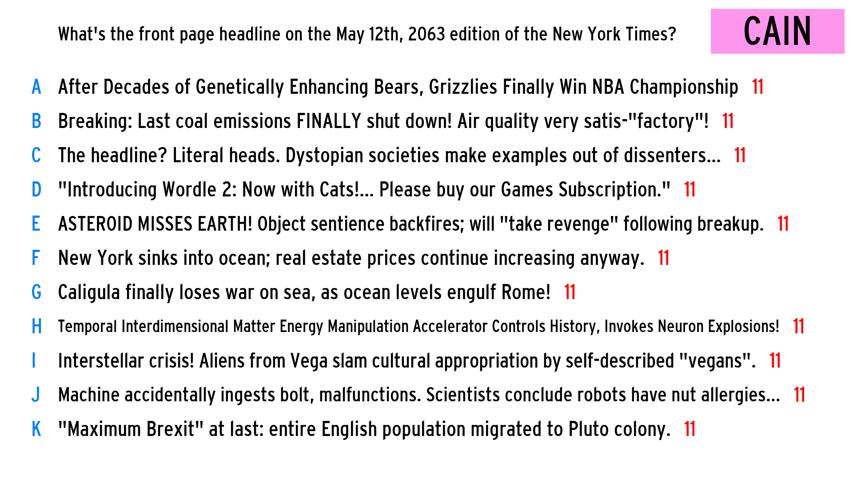 What's the front page headline on the May 12th, 2063 edition of the New York Times?
CAIN
A After Decades of Genetically Enhancing Bears, Grizzlies Finally Win NBA Championship 11
B Breaking: Last coal emissions FINALLY shut down! Air quality very satis-"factory"! 11
C The headline? Literal heads. Dystopian societies make examples out of dissenters... 11
D "Introducing Wordle 2: Now with Cats!... Please buy our Games Subscription." 11
E ASTEROID MISSES EARTH! Object sentience backfires; will "take revenge" following breakup. 11
F New York sinks into ocean; real estate prices continue increasing anyway. 11
G Caligula finally loses war on sea, as ocean levels engulf Rome! 11
H Temporal Interdimensional Matter Energy Manipulation Accelerator Controls History, Invokes Neuron Explosions! 11
I Interstellar crisis! Aliens from Vega slam cultural appropriation by self-described "vegans". 11
J Machine accidentally ingests bolt, malfunctions. Scientists conclude robots have nut allergies... 11
K "Maximum Brexit" at last: entire English population migrated to Pluto colony. 11